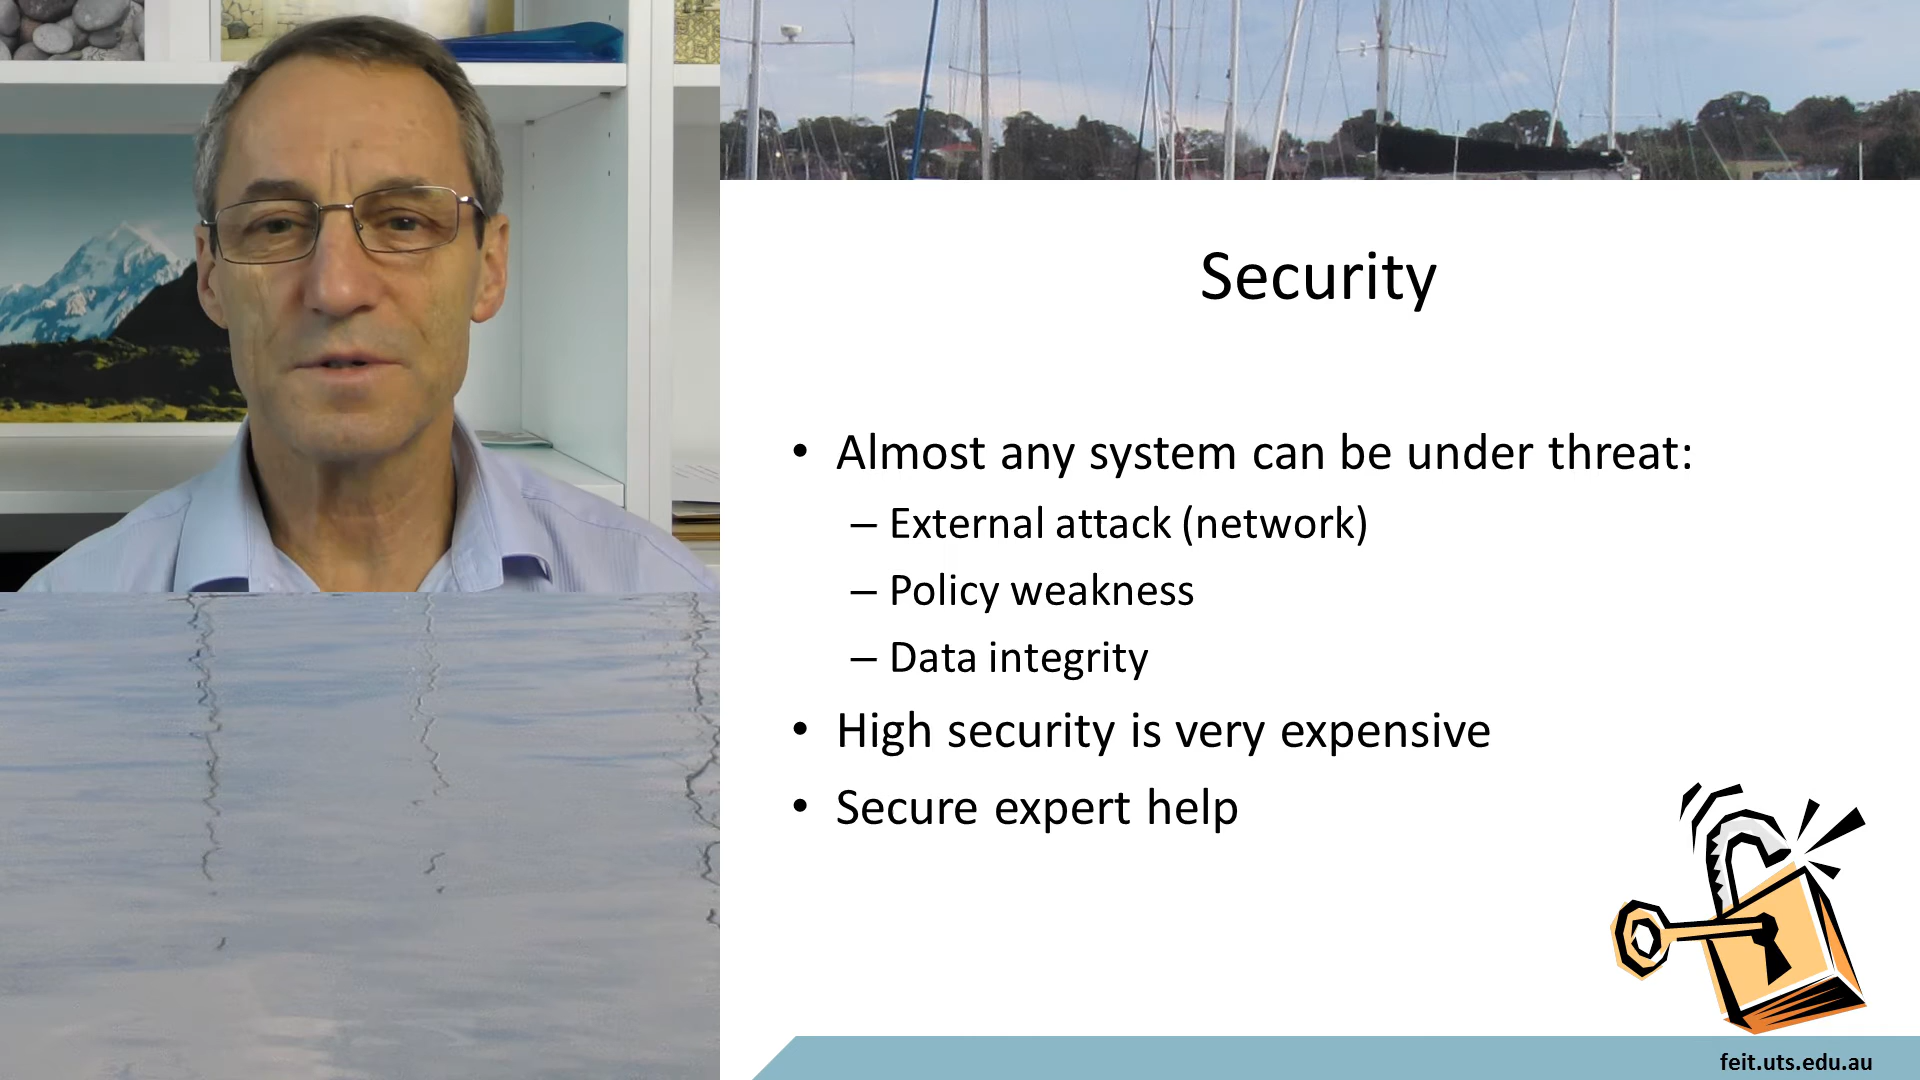 Security
• Almost any system can be under threat:
– External attack (network)
– Policy weakness
– Data integrity
• High security is very expensive
• Secure expert help
feit.uts.edu.au